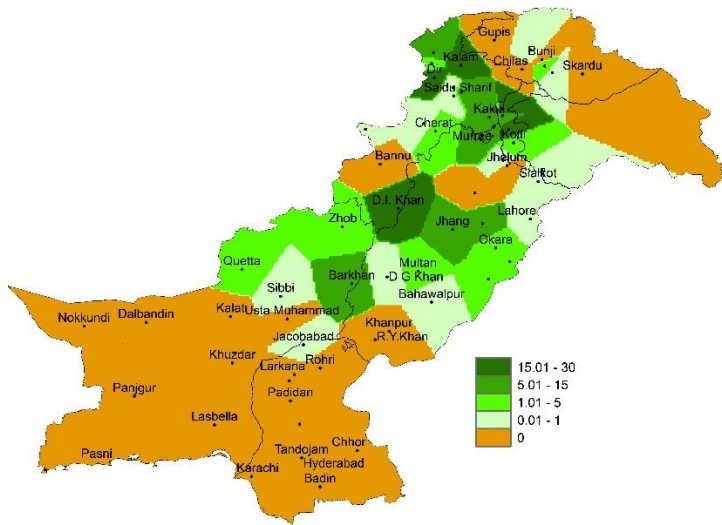 Gupis
Kalam
Bunji
Chilas
Skardu
Dir
Saidu Sharif
Kakul
Cherat
Murree
Kotli
Bannu
Jhelum
Sialkot
D.I. Khan
Lahore
Zhob
Jhang
Okara
Quetta
Multan
Barkhan
D G Khan
Sibbi
Bahawalpur
Kalat
Usta Muhammad
Dalbandin
Nokkundi
Khanpur
R.Y.Khan
Jacobabad
Khuzdar
Rohri
Larkana
15.01 - 30
5.01 - 15
1.01 - 5
0.01 - 1
0
Panjgur
Padidan
Lasbella
Chhor
Tandojam
Pasni
Hyderabad
Karachi
Badin